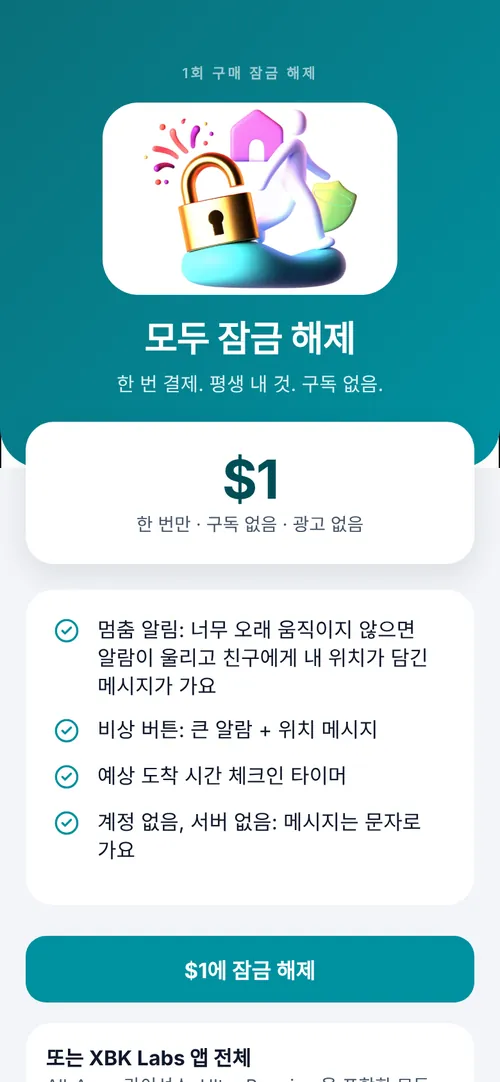 1회 구매 잠금 해제
모두 잠금 해제
한 번 결제. 평생 내 것. 구독 없음.
$1
한 번만 · 구독 없음 · 광고 없음
멈춤 알림: 너무 오래 움직이지 않으면
알람이 울리고 친구에게 내 위치가 담긴
메시지가 가요
비상 버튼: 큰 알람 + 위치 메시지
예상 도착 시간 체크인 타이머
계정 없음, 서버 없음: 메시지는 문자로
가요
$1에 잠금 해제
또는 XBK Labs 앱 전체